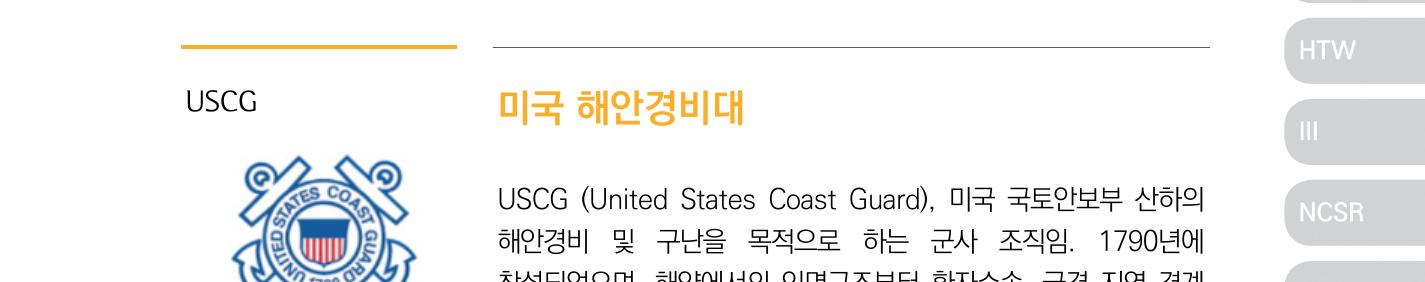 HTW
USCG
미국 해안경비대
III
UNITED STATES COAST GUARD
USCG (United States Coast Guard), 미국 국토안보부 산하의
NCSR
해안경비 및 구난을 목적으로 하는 군사 조직임. 1790년에